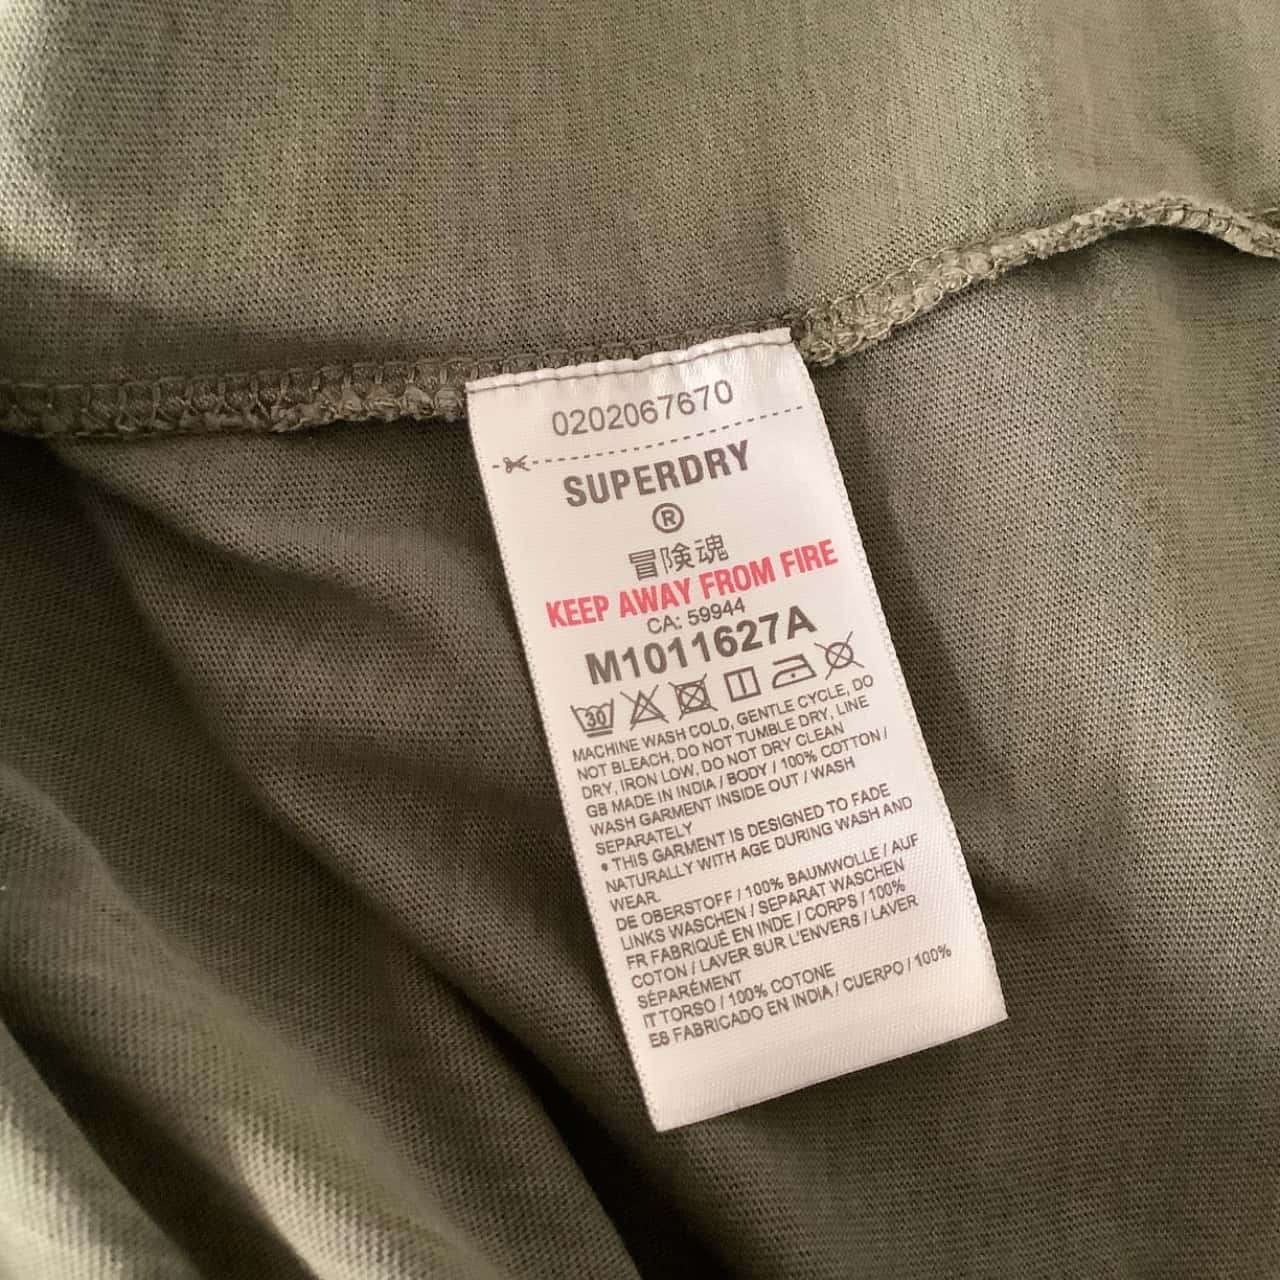 0202067670
SUPERDRY
®
冒険魂
KEEP AWAY FROM FIRE
CA: 59944
M1011627A
30
MACHINE WASH COLD, GENTLE CYCLE, DO
NOT BLEACH, DO NOT TUMBLE DRY, LINE
DRY, IRON LOW, DO NOT DRY CLEAN
GB MADE IN INDIA / BODY / 100% COTTON /
WASH GARMENT INSIDE OUT / WASH
SEPARATELY
• THIS GARMENT IS DESIGNED TO FADE
NATURALLY WITH AGE DURING WASH AND
WEAR.
DE OBERSTOFF / 100% BAUMWOLLE / AUF
LINKS WASCHEN / SEPARAT WASCHEN
FR FABRIQUÉ EN INDE / CORPS / 100%
COTON / LAVER SUR L'ENVERS / LAVER
SÉPARÉMENT
IT TORSO / 100% COTONE
ES FABRICADO EN INDIA / CUERPO / 100%